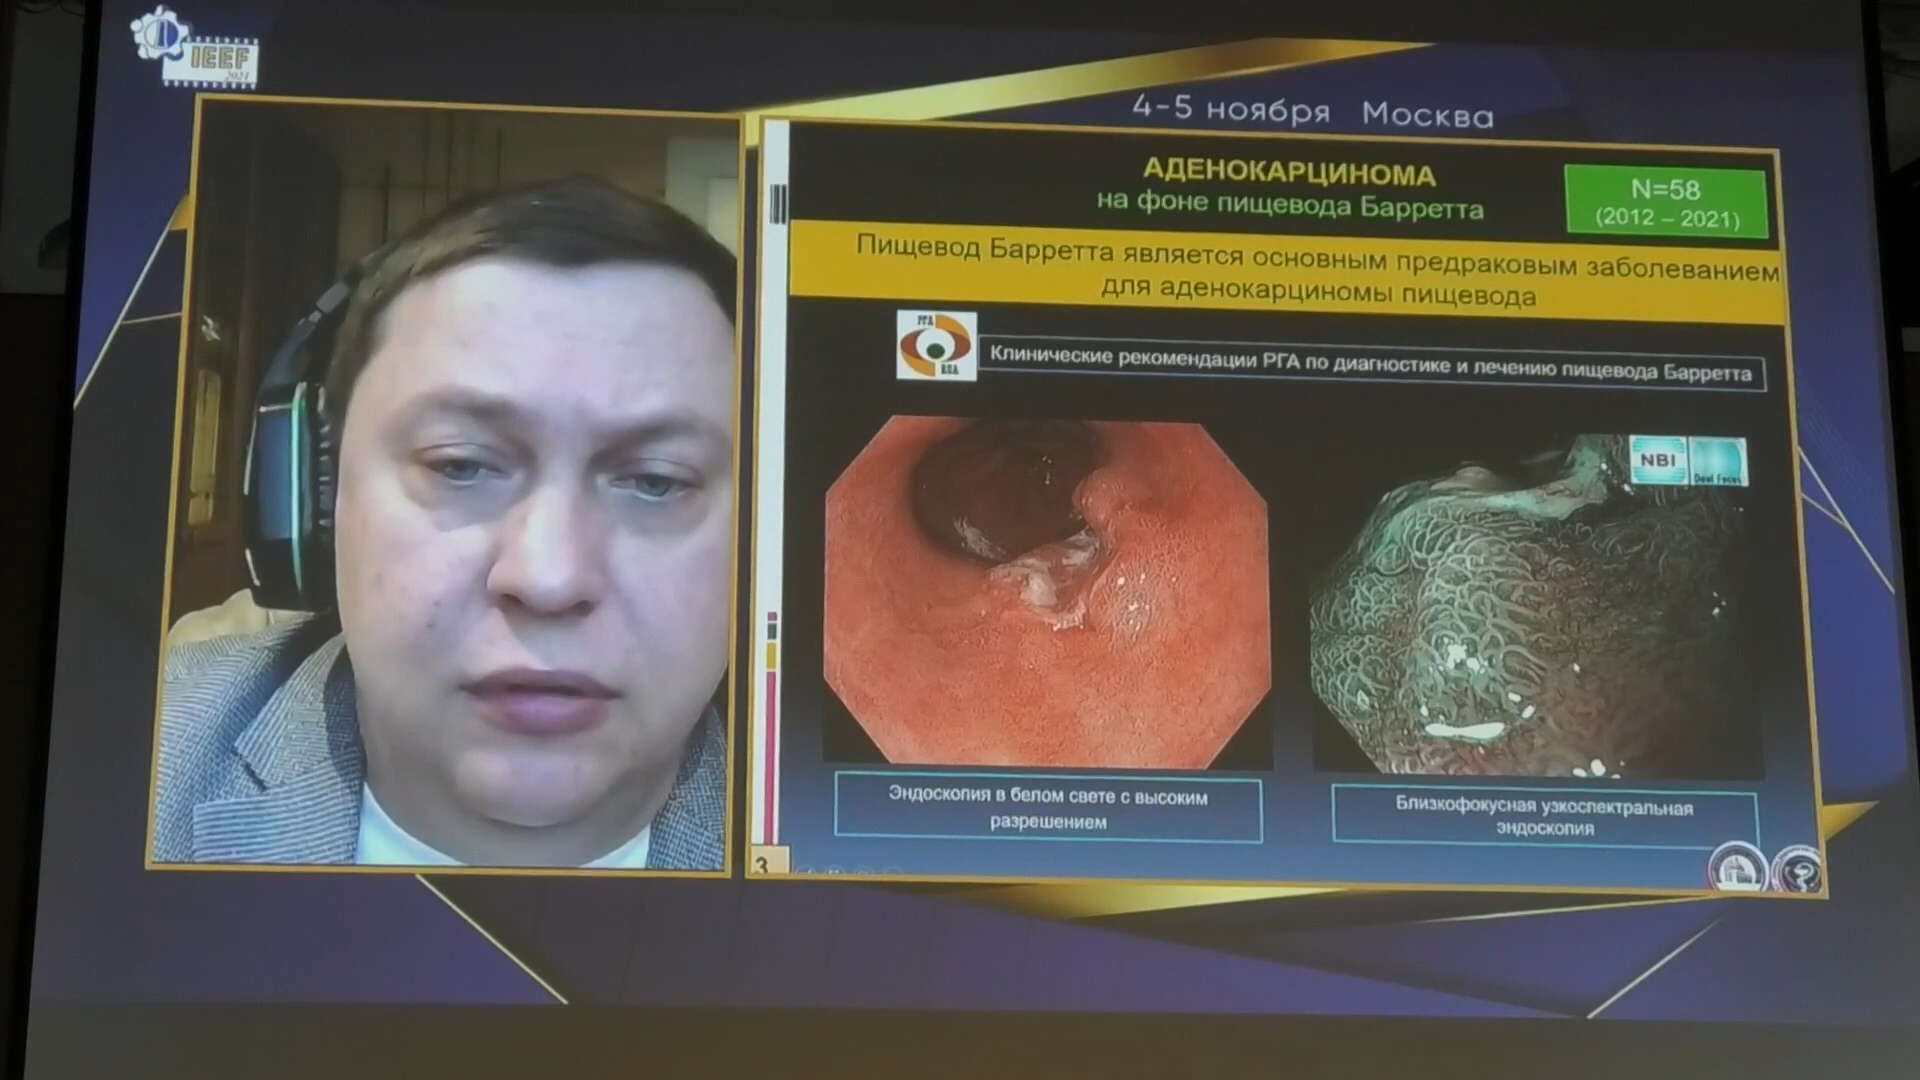 IEEF
2021
4-5 ноября Москва
АДЕНОКАРЦИНОМА
на фоне пищевода Барретта
N=58
(2012 – 2021)
Пищевод Барретта является основным предраковым заболеванием
для аденокарциномы пищевода
РГА
RGA
Клинические рекомендации РГА по диагностике и лечению пищевода Барретта
NBI
Dual Focus
Эндоскопия в белом свете с высоким
разрешением
Близкофокусная узкоспектральная
эндоскопия
3